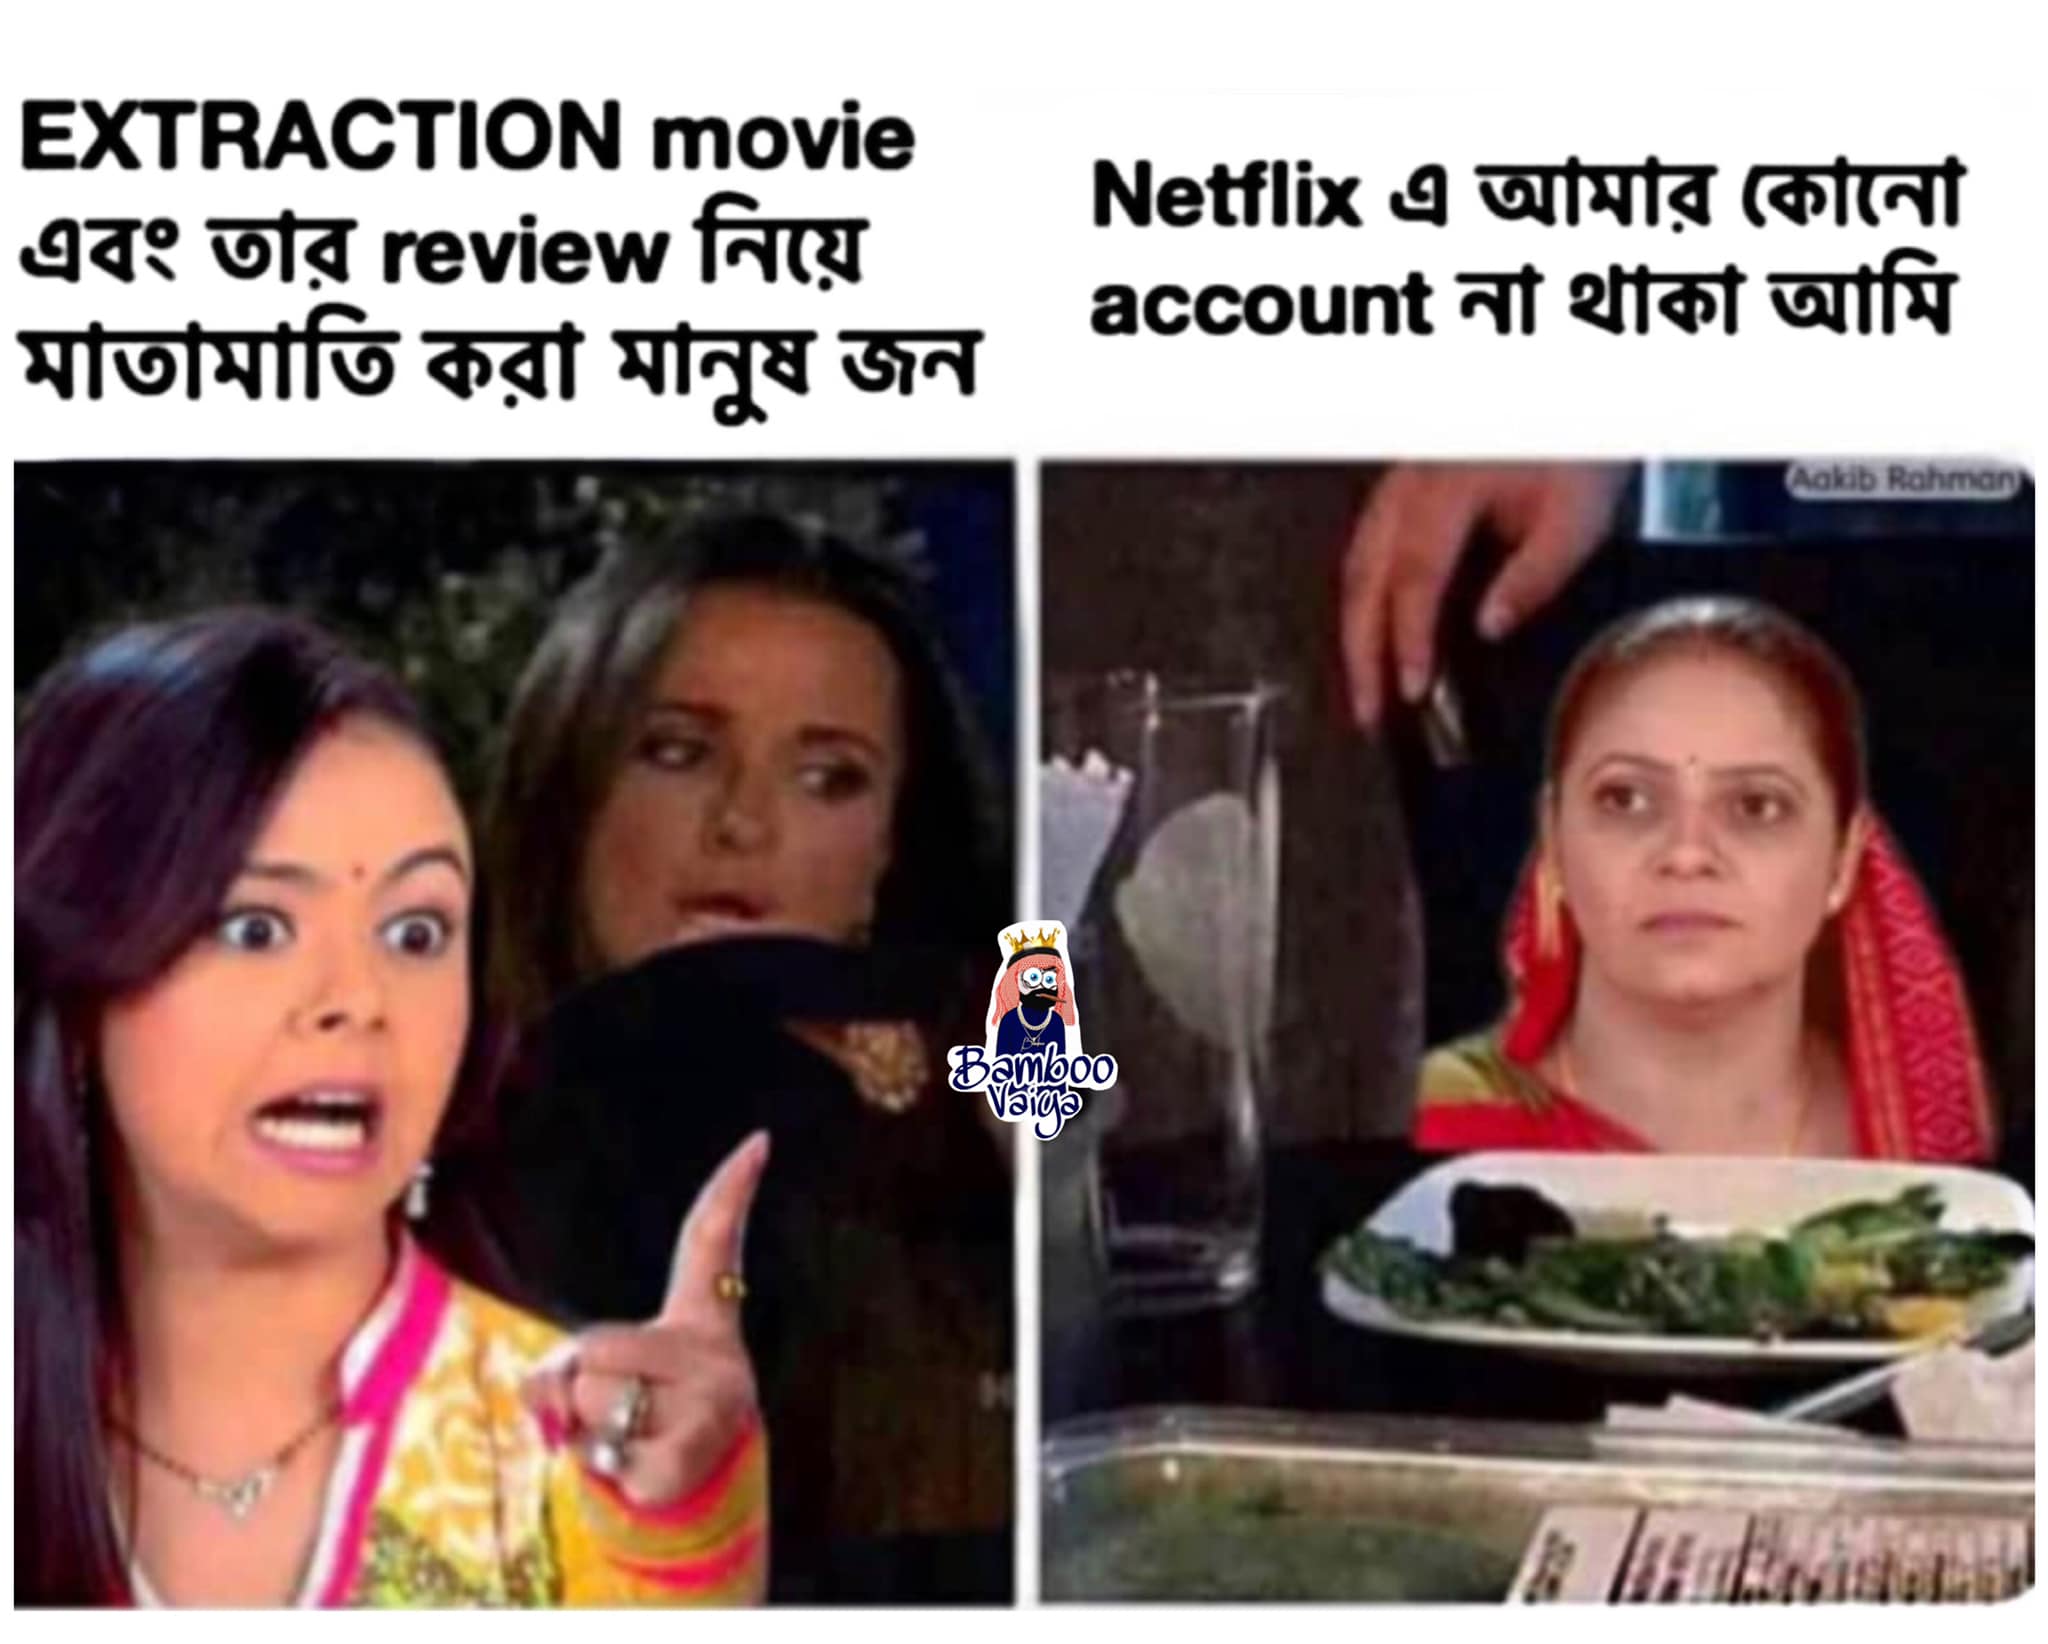 EXTRACTION movie
এবং তার review নিয়ে
মাতামাতি করা মানুষ জন
Netflix এ আমার কোনো
account না থাকা আমি
Aakib Rahman
Bamboo
Vaiya